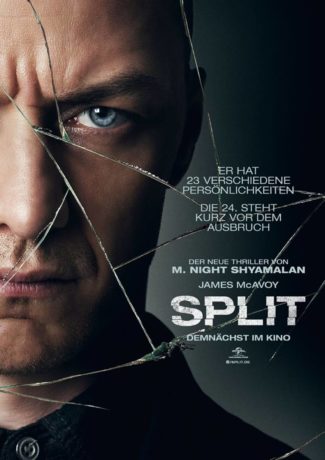 ER HAT
23 VERSCHIEDENE
PERSÖNLICHKEITEN
DIE 24. STEHT
KURZ VOR DEM
AUSBRUCH
DER NEUE THRILLER VON
M. NIGHT SHYAMALAN
JAMES McAVOY
SPLIT
DEMNÄCHST IM KINO